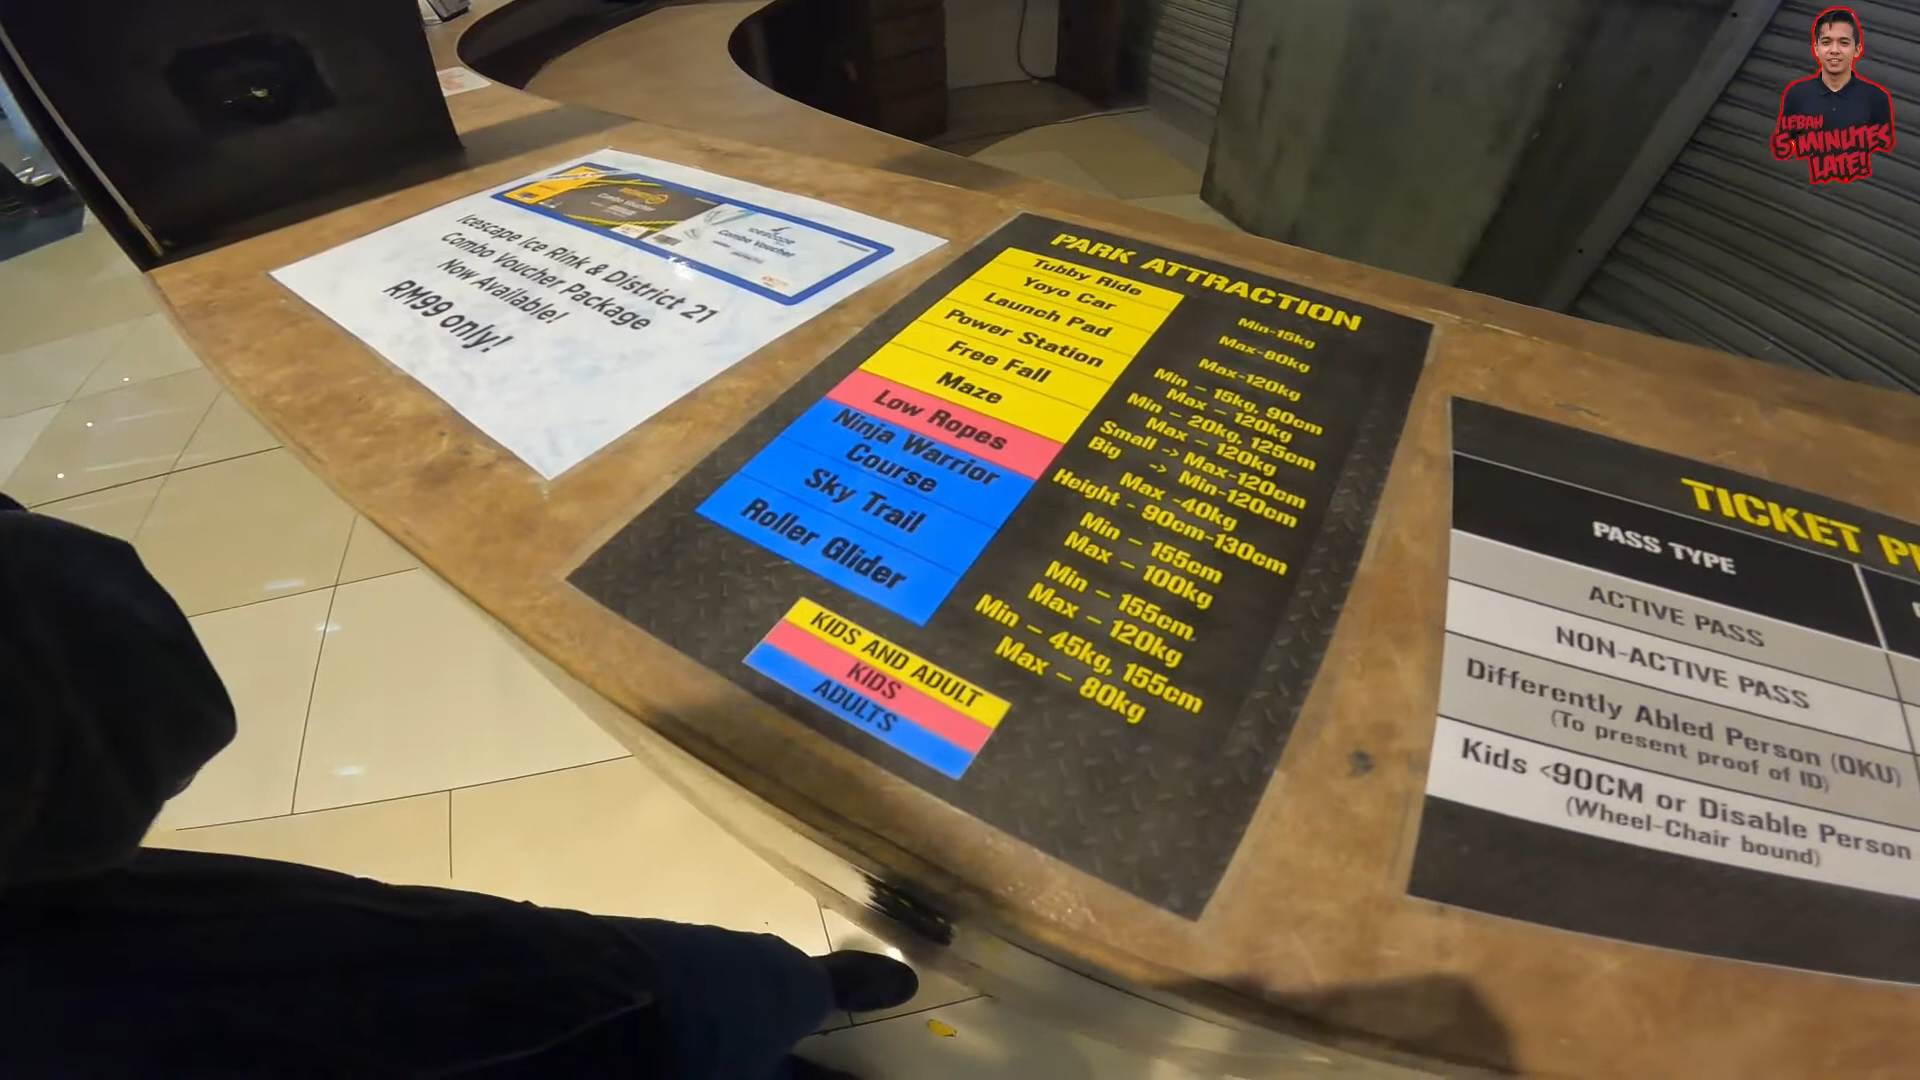 LEBAH
5 MINUTES
LATE!
Combo Voucher
icescape
Combo Voucher
Icescape Ice Rink & District 21
Combo Voucher Package
Now Available!
RM99 only!
PARK ATTRACTION
Tubby Ride
Yoyo Car
Launch Pad
Power Station
Free Fall
Maze
Low Ropes
Ninja Warrior
Course
Sky Trail
Roller Glider
Min-15kg
Max-80kg
Max-120kg
Min – 15kg, 90cm
Max – 120kg
Min – 20kg, 125cm
Max – 120kg
Small -> Max-120cm
Big -> Min-120cm
Max -40kg
Height - 90cm-130cm
Min – 155cm
Max – 100kg
Min – 155cm
Max – 120kg
Min – 45kg, 155cm
Max – 80kg
KIDS AND ADULT
KIDS
ADULTS
TICKET
PASS TYPE
ACTIVE PASS
NON-ACTIVE PASS
Differently Abled Person (OKU)
(To present proof of ID)
Kids <90CM or Disable Person
(Wheel-Chair bound)